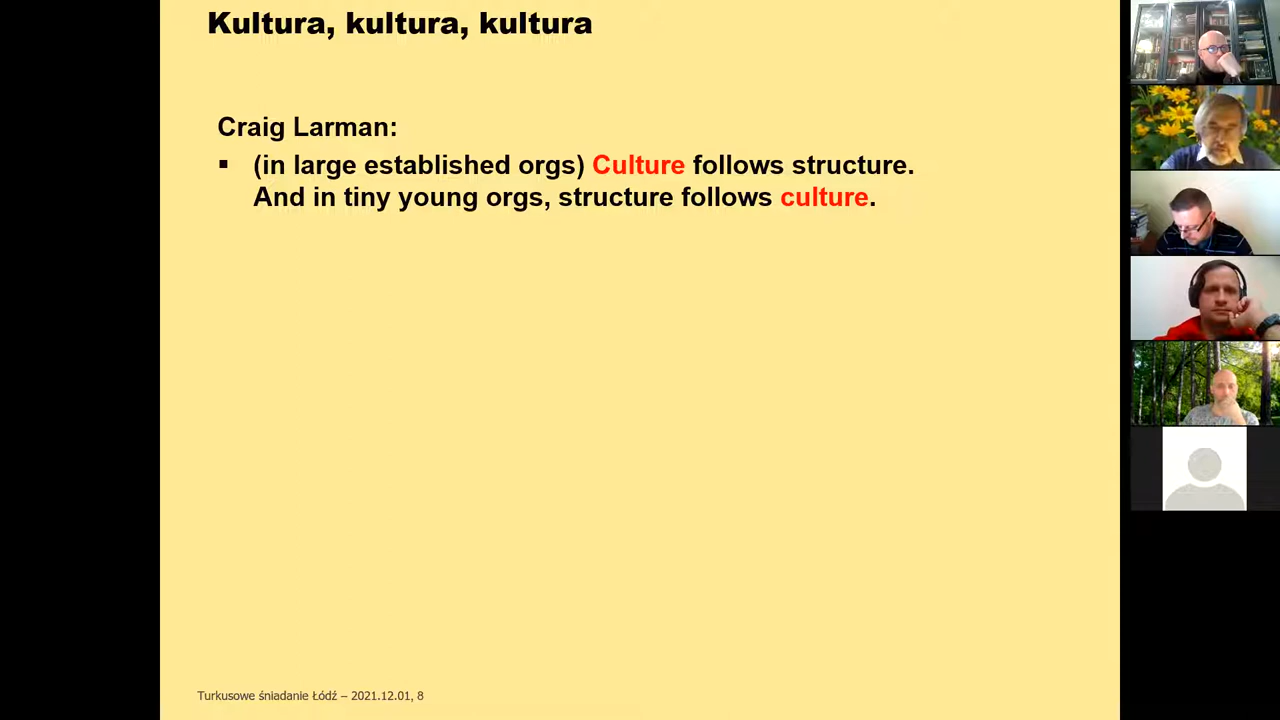 Kultura, kultura, kultura
Craig Larman:
▪ (in large established orgs) Culture follows structure.
And in tiny young orgs, structure follows culture.
Turkusowe śniadanie Łódź – 2021.12.01, 8